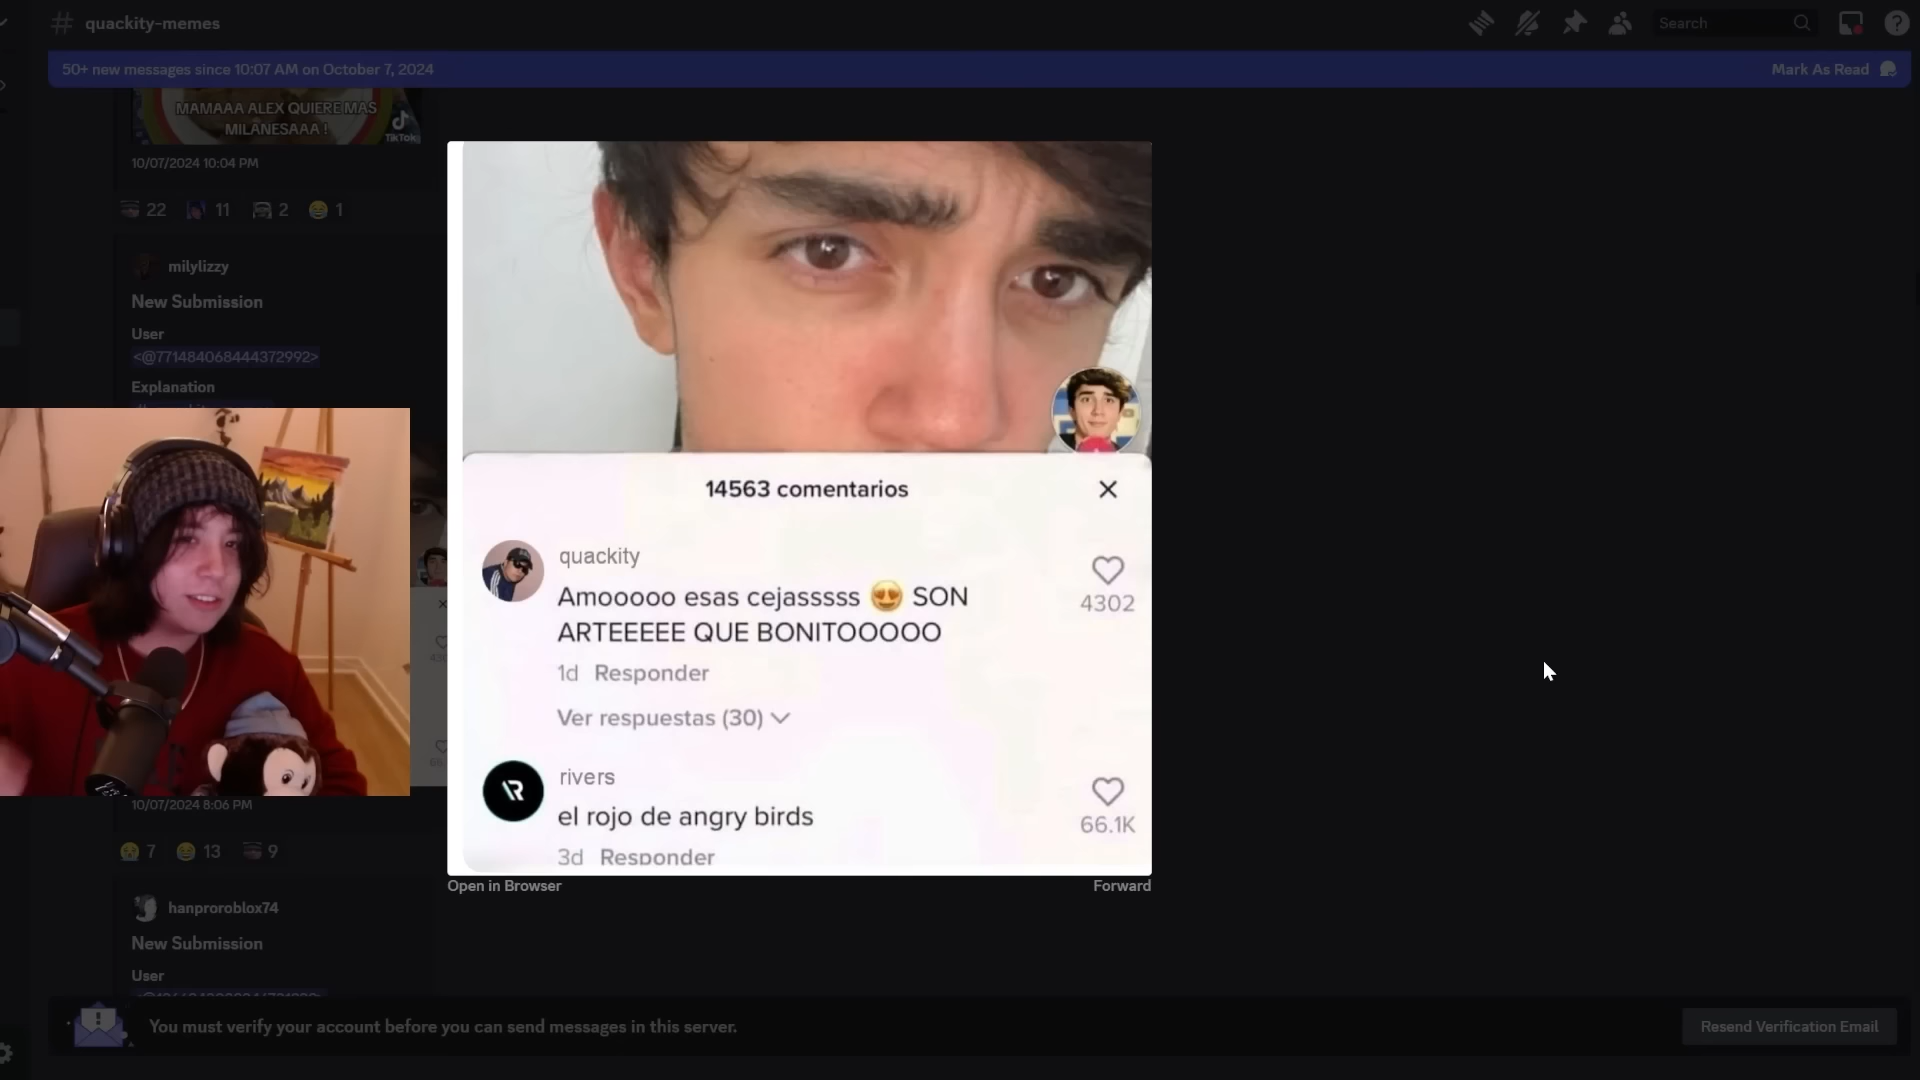 quackity-memes
Search
50+ new messages since 10:07 AM on October 7, 2024
Mark As Read
MAMAAA ALEX QUIERE MAS
MILANESAAA !
TikTok
10/07/2024 10:04 PM
22 11 2 1
milylizzy
New Submission
User
<@771484068444372992>
Explanation
14563 comentarios
quackity
Amooooo esas cejasssss 😍 SON
ARTEEEEE QUE BONITOOOOO
4302
1d Responder
Ver respuestas (30)
rivers
el rojo de angry birds
66.1K
3d Responder
Open in Browser
Forward
10/07/2024 8:06 PM
7 13 9
hanproroblox74
New Submission
User
You must verify your account before you can send messages in this server.
Resend Verification Email